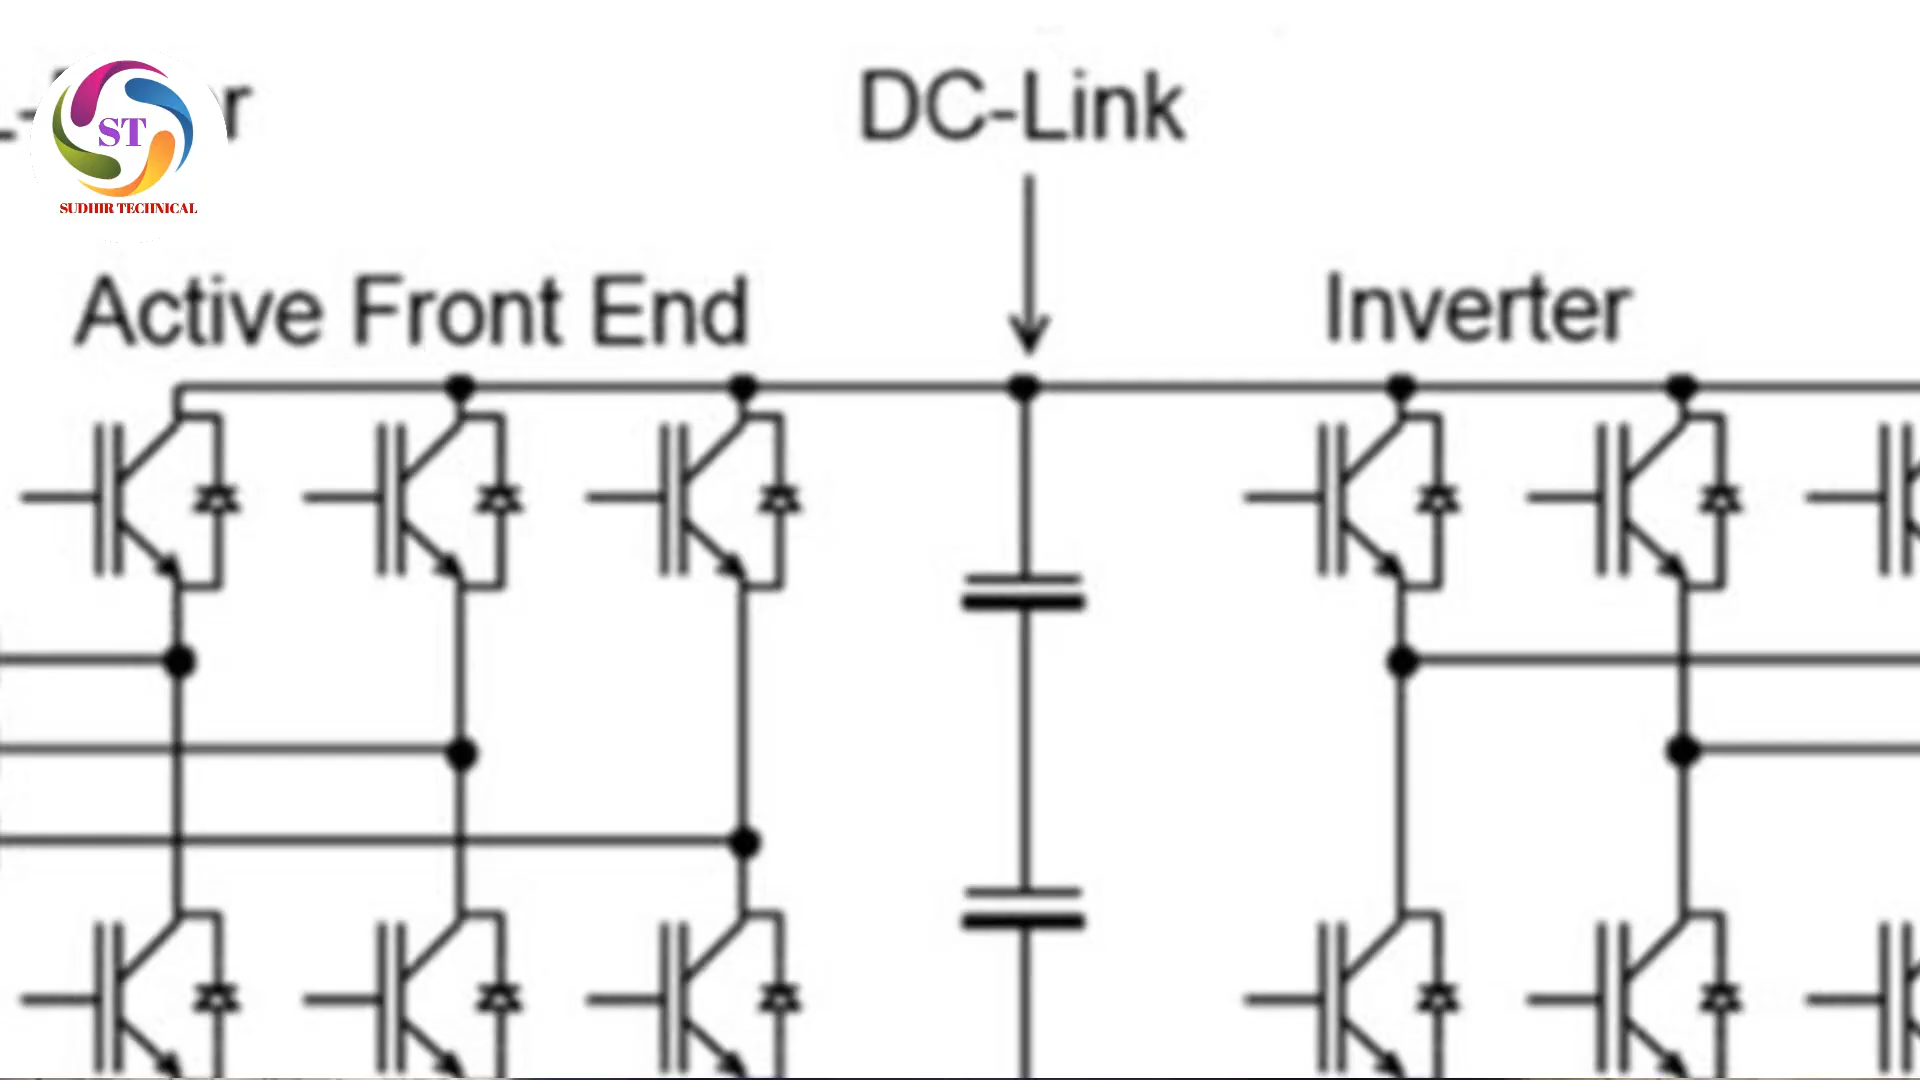 DC-Link
ST
SUDHIR TECHNICAL
Active Front End
Inverter